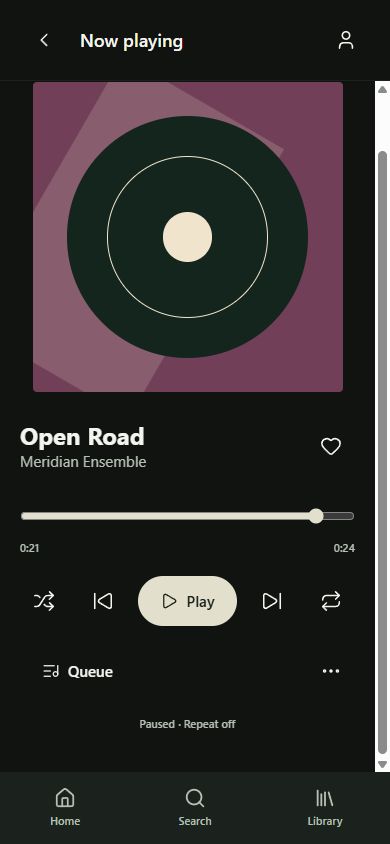 Now playing
Open Road
Meridian Ensemble
0:21 0:24
Play
Queue
Paused · Repeat off
Home Search Library